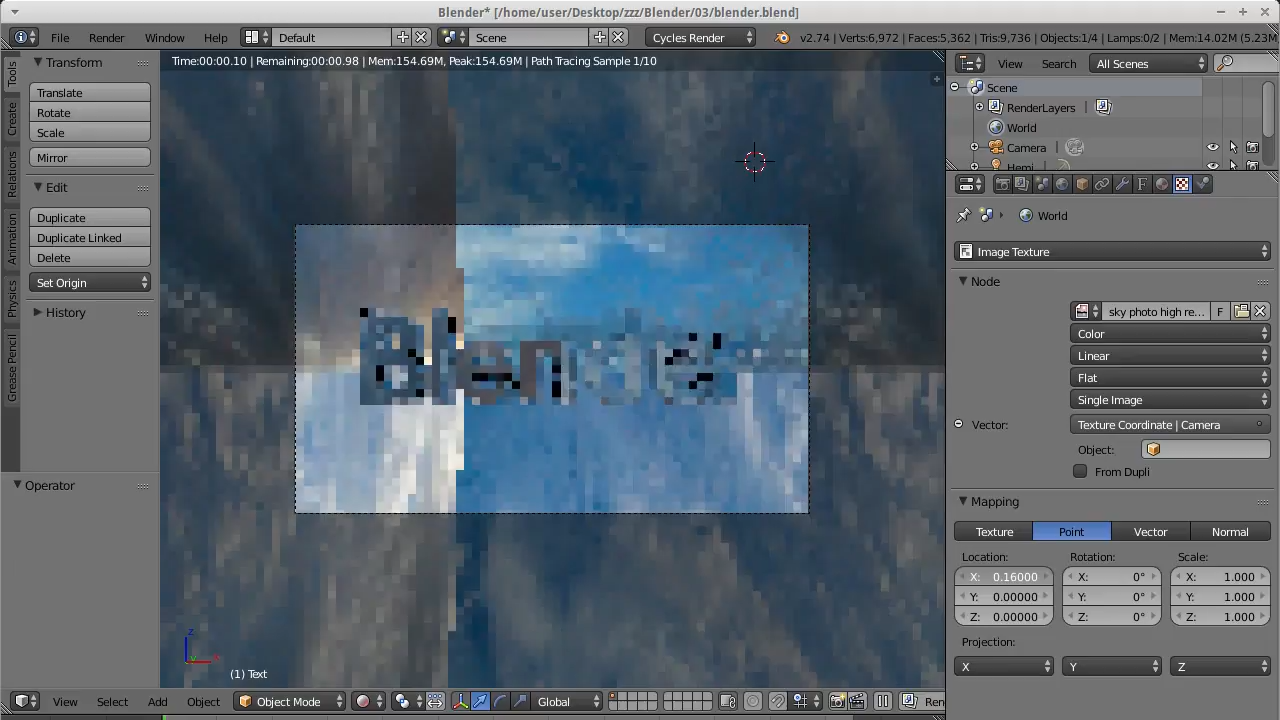 Blender* [/home/user/Desktop/zzz/Blender/03/blender.blend]
File Render Window Help Default Scene Cycles Render v2.74 | Verts:6,972 | Faces:5,362 | Tris:9,736 | Objects:1/4 | Lamps:0/2 | Mem:14.02M (5.23M
Time:00:00.10 | Remaining:00:00.98 | Mem:154.69M, Peak:154.69M | Path Tracing Sample 1/10
Tools
Create
Relations
Animation
Physics
Grease Pencil
Transform
Translate
Rotate
Scale
Mirror
Edit
Duplicate
Duplicate Linked
Delete
Set Origin
History
Operator
Blender
(1) Text
z
x
View Select Add Object Object Mode Global Ren
View Search All Scenes
Scene
RenderLayers |
World
Camera |
Hemi
World
Image Texture
Node
sky photo high re... F
Color
Linear
Flat
Single Image
Vector: Texture Coordinate | Camera
Object:
From Dupli
Mapping
Texture Point Vector Normal
Location: Rotation: Scale:
X: 0.16000 X: 0° X: 1.000
Y: 0.00000 Y: 0° Y: 1.000
Z: 0.00000 Z: 0° Z: 1.000
Projection:
X Y Z